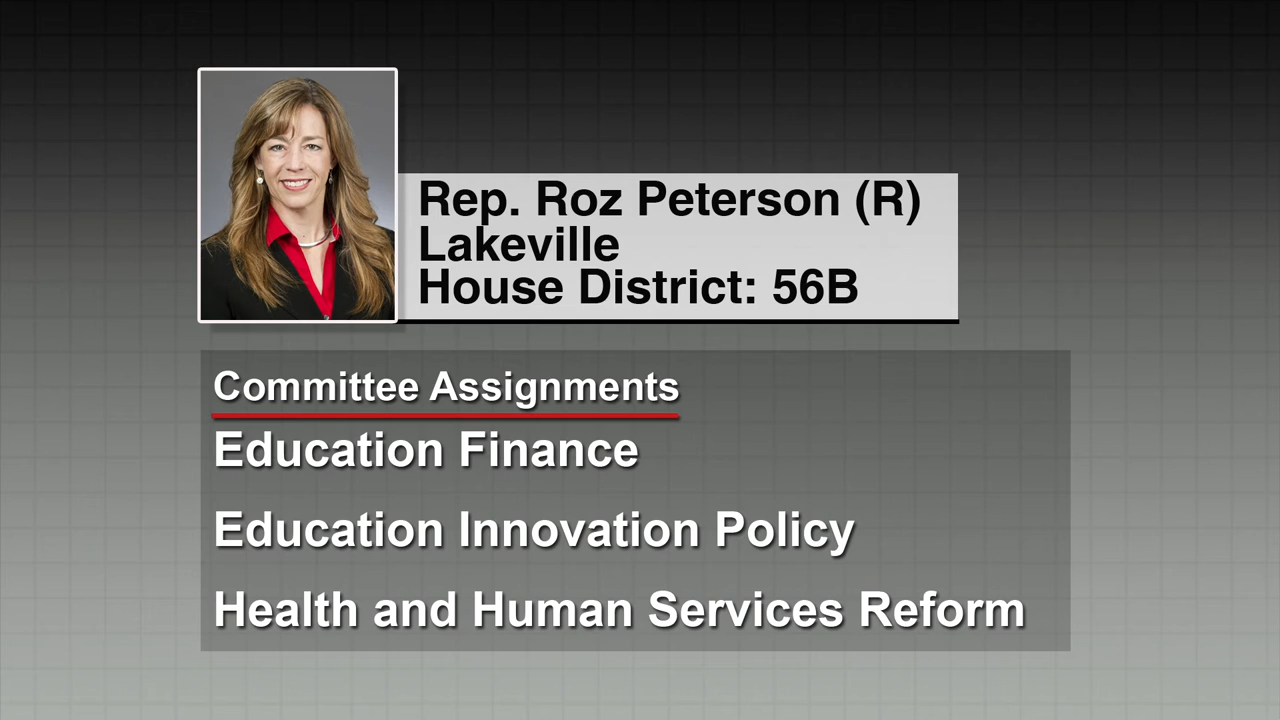 Rep. Roz Peterson (R)
Lakeville
House District: 56B
Committee Assignments
Education Finance
Education Innovation Policy
Health and Human Services Reform